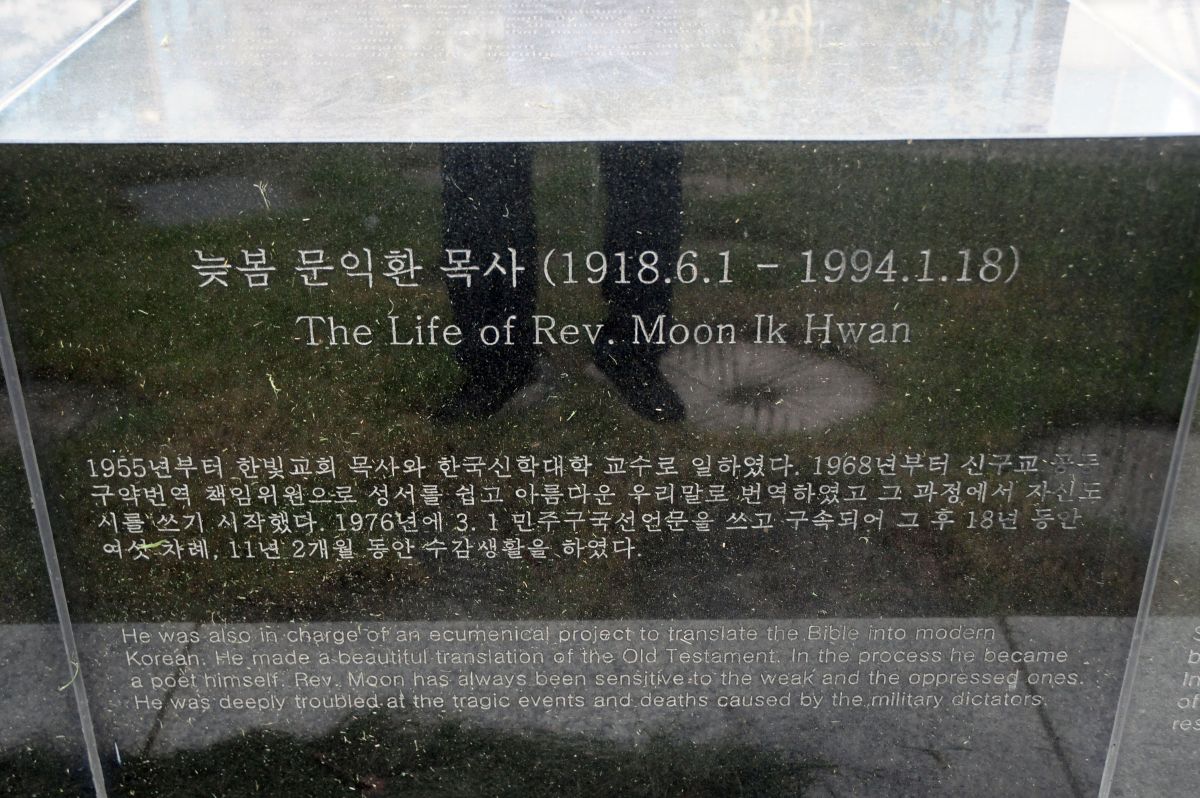 늦봄 문익환 목사 (1918.6.1 - 1994.1.18)
The Life of Rev. Moon Ik Hwan
1955년부터 한빛교회 목사와 한국신학대학 교수로 일하였다. 1968년부터 신구교 공동
구약번역 책임위원으로 성서를 쉽고 아름다운 우리말로 번역하였고 그 과정에서 자신도
시를 쓰기 시작했다. 1976년에 3. 1 민주구국선언문을 쓰고 구속되어 그 후 18년 동안
여섯 차례, 11년 2개월 동안 수감생활을 하였다.
He was also in charge of an ecumenical project to translate the Bible into modern
Korean. He made a beautiful translation of the Old Testament. In the process he became
a poet himself. Rev. Moon has always been sensitive to the weak and the oppressed ones.
He was deeply troubled at the tragic events and deaths caused by the military dictators.